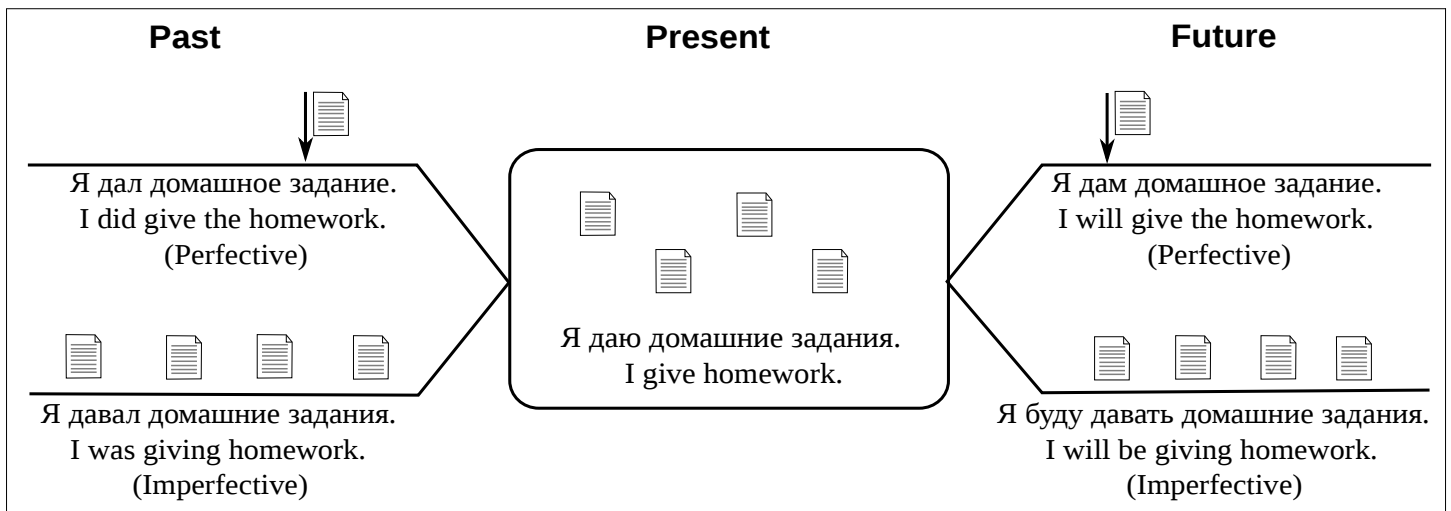 Past
Present
Future
Я дал домашное задание.
I did give the homework.
(Perfective)
Я давал домашние задания.
I was giving homework.
(Imperfective)
Я даю домашние задания.
I give homework.
Я дам домашное задание.
I will give the homework.
(Perfective)
Я буду давать домашние задания.
I will be giving homework.
(Imperfective)